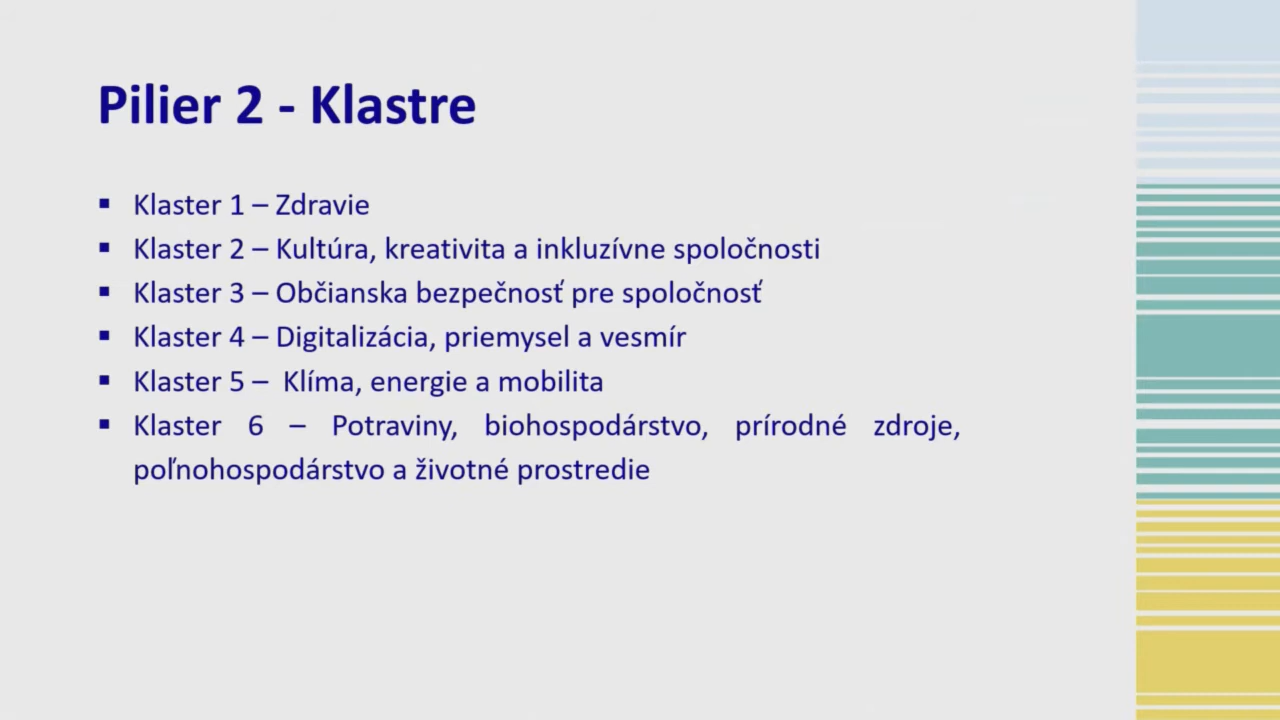 Pilier 2 - Klastre
▪ Klaster 1 – Zdravie
▪ Klaster 2 – Kultúra, kreativita a inkluzívne spoločnosti
▪ Klaster 3 – Občianska bezpečnosť pre spoločnosť
▪ Klaster 4 – Digitalizácia, priemysel a vesmír
▪ Klaster 5 –  Klíma, energie a mobilita
▪ Klaster 6 – Potraviny, biohospodárstvo, prírodné zdroje,
poľnohospodárstvo a životné prostredie